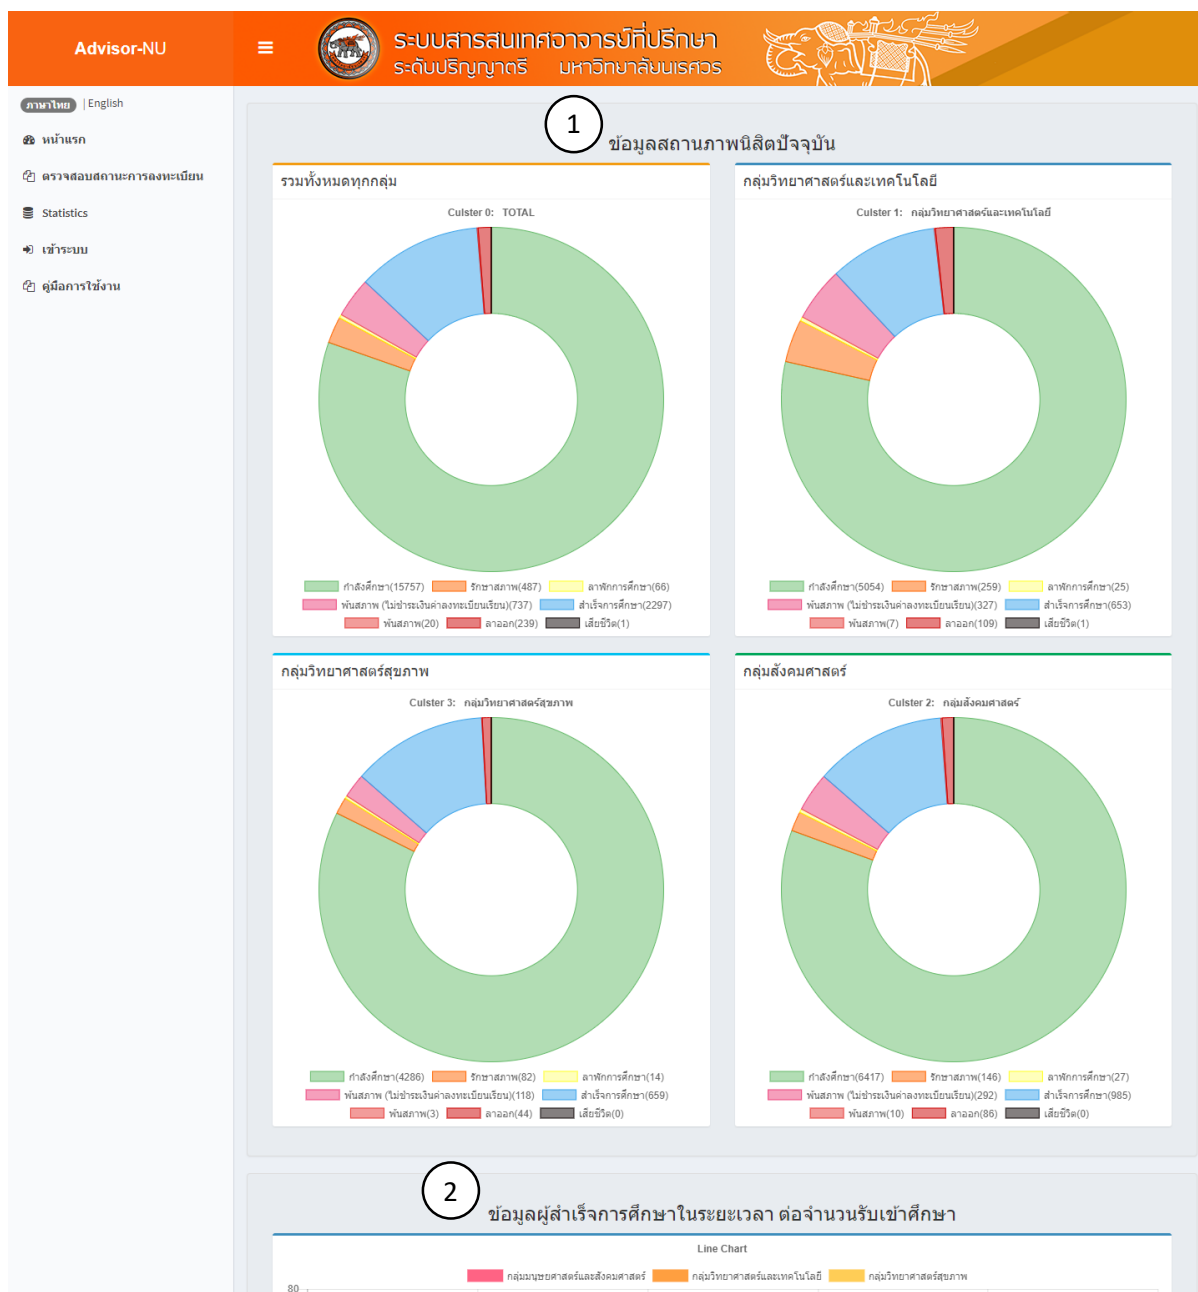 Advisor-NU
ระบบสารสนเทศอาจารย์ที่ปรึกษา
ระดับปริญญาตรี มหาวิทยาลัยนเรศวร
ภาษาไทย | English
หน้าแรก
ตรวจสอบสถานะการลงทะเบียน
Statistics
เข้าระบบ
คู่มือการใช้งาน
1
ข้อมูลสถานภาพนิสิตปัจจุบัน
รวมทั้งหมดทุกกลุ่ม
Culster 0: TOTAL
กำลังศึกษา(15757) รักษาสภาพ(487) ลาพักการศึกษา(66)
พ้นสภาพ (ไม่ชำระเงินค่าลงทะเบียนเรียน)(737) สำเร็จการศึกษา(2297)
พ้นสภาพ(20) ลาออก(239) เสียชีวิต(1)
กลุ่มวิทยาศาสตร์และเทคโนโลยี
Culster 1: กลุ่มวิทยาศาสตร์และเทคโนโลยี
กำลังศึกษา(5054) รักษาสภาพ(259) ลาพักการศึกษา(25)
พ้นสภาพ (ไม่ชำระเงินค่าลงทะเบียนเรียน)(327) สำเร็จการศึกษา(653)
พ้นสภาพ(7) ลาออก(109) เสียชีวิต(1)
กลุ่มวิทยาศาสตร์สุขภาพ
Culster 3: กลุ่มวิทยาศาสตร์สุขภาพ
กำลังศึกษา(4286) รักษาสภาพ(82) ลาพักการศึกษา(14)
พ้นสภาพ (ไม่ชำระเงินค่าลงทะเบียนเรียน)(118) สำเร็จการศึกษา(659)
พ้นสภาพ(3) ลาออก(44) เสียชีวิต(0)
กลุ่มสังคมศาสตร์
Culster 2: กลุ่มสังคมศาสตร์
กำลังศึกษา(6417) รักษาสภาพ(146) ลาพักการศึกษา(27)
พ้นสภาพ (ไม่ชำระเงินค่าลงทะเบียนเรียน)(292) สำเร็จการศึกษา(985)
พ้นสภาพ(10) ลาออก(86) เสียชีวิต(0)
2
ข้อมูลผู้สำเร็จการศึกษาในระยะเวลา ต่อจำนวนรับเข้าศึกษา
Line Chart
กลุ่มมนุษยศาสตร์และสังคมศาสตร์ กลุ่มวิทยาศาสตร์และเทคโนโลยี กลุ่มวิทยาศาสตร์สุขภาพ
80